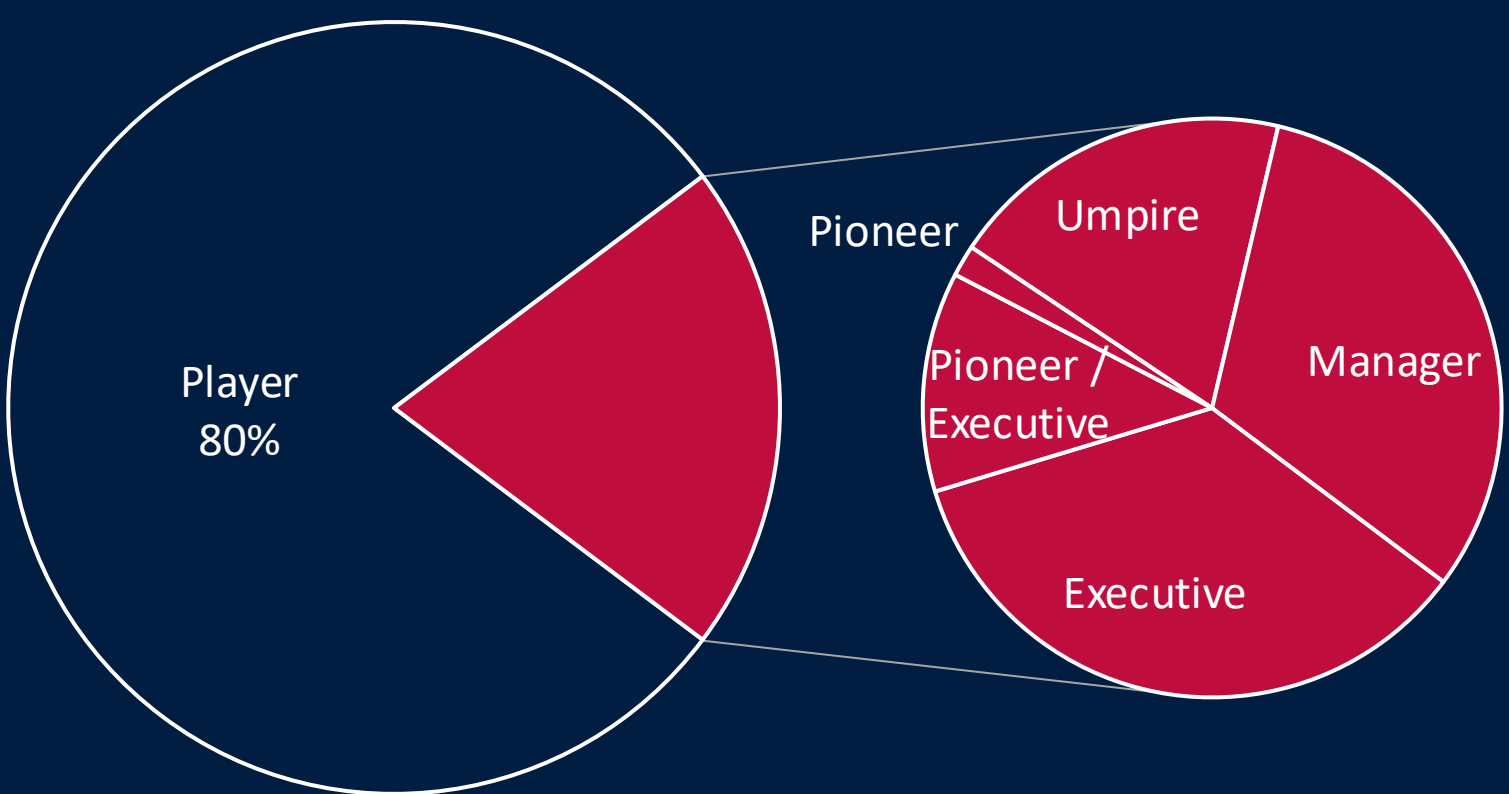 Player
80%
Pioneer
Umpire
Manager
Pioneer /
Executive
Executive